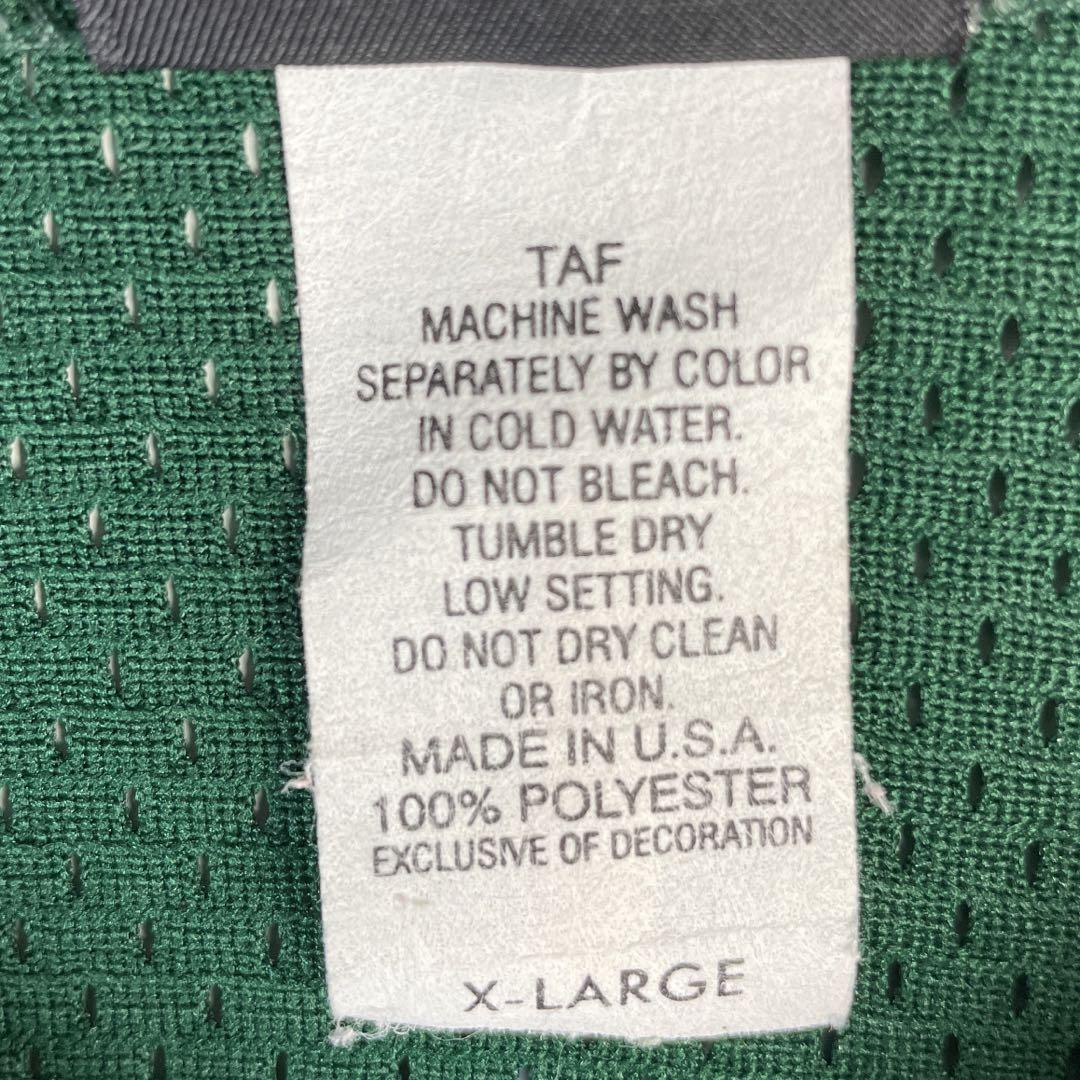 TAF
MACHINE WASH
SEPARATELY BY COLOR
IN COLD WATER.
DO NOT BLEACH.
TUMBLE DRY
LOW SETTING.
DO NOT DRY CLEAN
OR IRON.
MADE IN U.S.A.
100% POLYESTER
EXCLUSIVE OF DECORATION
X-LARGE